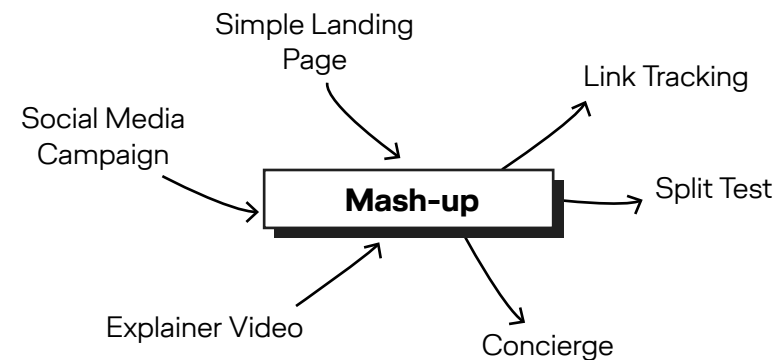 Simple Landing
Page
Link Tracking
Social Media
Campaign
Mash-up
Split Test
Explainer Video
Concierge